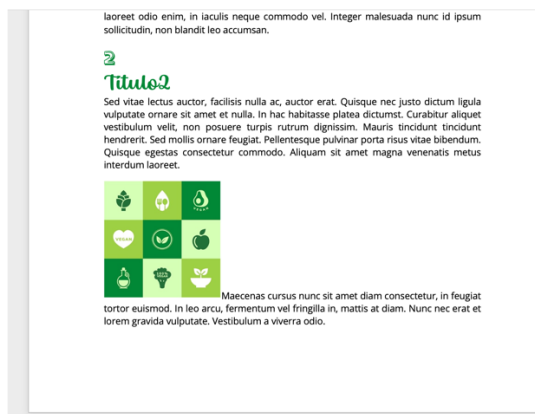 laoreet odio enim, in iaculis neque commodo vel. Integer malesuada nunc id ipsum
sollicitudin, non blandit leo accumsan.
2
Titulo2
Sed vitae lectus auctor, facilisis nulla ac, auctor erat. Quisque nec justo dictum ligula
vulputate ornare sit amet et nulla. In hac habitasse platea dictumst. Curabitur aliquet
vestibulum velit, non posuere turpis rutrum dignissim. Mauris tincidunt tincidunt
hendrerit. Sed mollis ornare feugiat. Pellentesque pulvinar porta risus vitae bibendum.
Quisque egestas consectetur commodo. Aliquam sit amet magna venenatis metus
interdum laoreet.
VEGAN
Maecenas cursus nunc sit amet diam consectetur, in feugiat
tortor euismod. In leo arcu, fermentum vel fringilla in, mattis at diam. Nunc nec erat et
lorem gravida vulputate. Vestibulum a viverra odio.